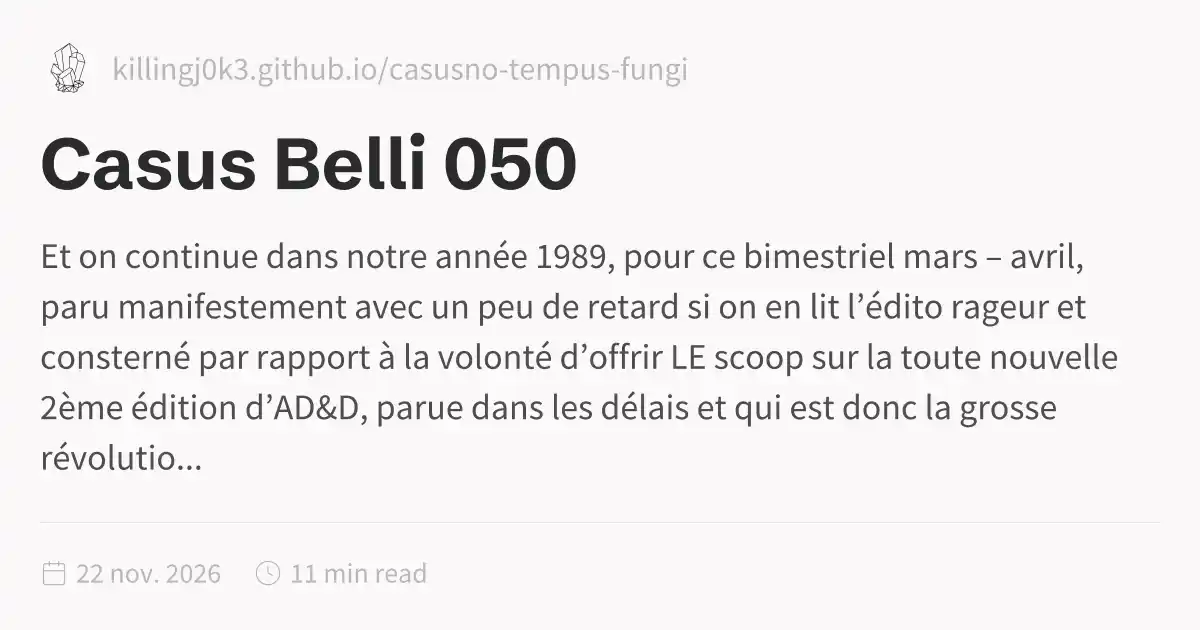 killingj0k3.github.io/casusno-tempus-fungi
Casus Belli 050
Et on continue dans notre année 1989, pour ce bimestriel mars – avril,
paru manifestement avec un peu de retard si on en lit l’édito rageur et
consterné par rapport à la volonté d’offrir LE scoop sur la toute nouvelle
2ème édition d’AD&D, parue dans les délais et qui est donc la grosse
révolutio...
22 nov. 2026 11 min read